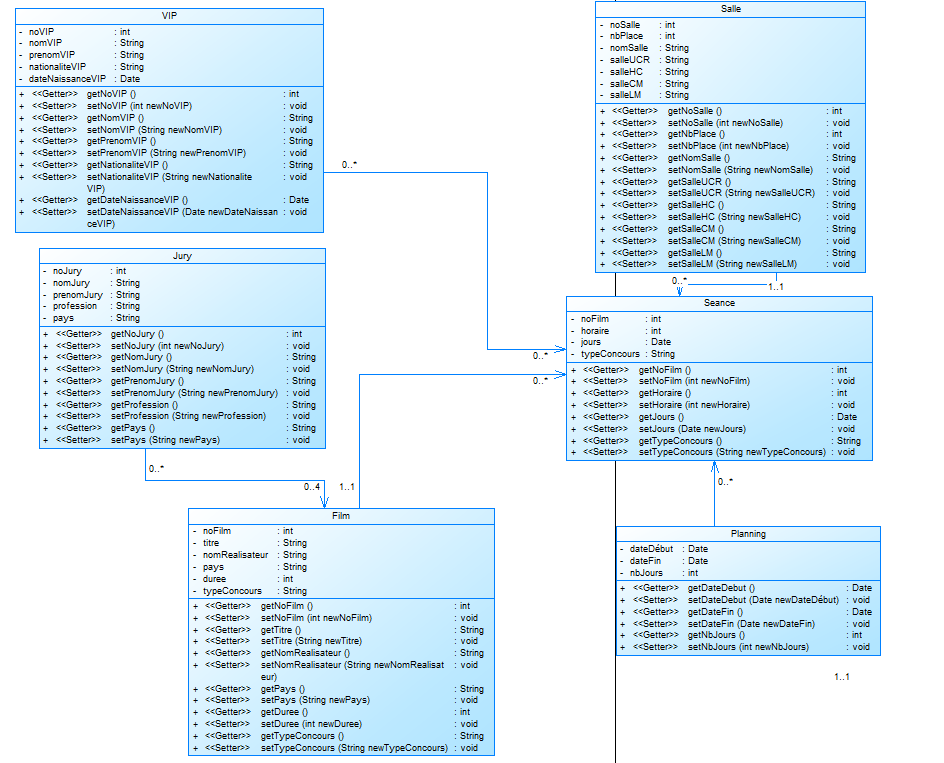 VIP
- noVIP : int
- nomVIP : String
- prenomVIP : String
- nationaliteVIP : String
- dateNaissanceVIP : Date
+ <<Getter>> getNoVIP () : int
+ <<Setter>> setNoVIP (int newNoVIP) : void
+ <<Getter>> getNomVIP () : String
+ <<Setter>> setNomVIP (String newNomVIP) : void
+ <<Getter>> getPrenomVIP () : String
+ <<Setter>> setPrenomVIP (String newPrenomVIP) : void
+ <<Getter>> getNationaliteVIP () : String
+ <<Setter>> setNationaliteVIP (String newNationalite : void
VIP)
+ <<Getter>> getDateNaissanceVIP () : Date
+ <<Setter>> setDateNaissanceVIP (Date newDateNaissan : void
ceVIP)
0..*
0..*
Salle
- noSalle : int
- nbPlace : int
- nomSalle : String
- salleUCR : String
- salleHC : String
- salleCM : String
- salleLM : String
+ <<Getter>> getNoSalle () : int
+ <<Setter>> setNoSalle (int newNoSalle) : void
+ <<Getter>> getNbPlace () : int
+ <<Setter>> setNbPlace (int newNbPlace) : void
+ <<Getter>> getNomSalle () : String
+ <<Setter>> setNomSalle (String newNomSalle) : void
+ <<Getter>> getSalleUCR () : String
+ <<Setter>> setSalleUCR (String newSalleUCR) : void
+ <<Getter>> getSalleHC () : String
+ <<Setter>> setSalleHC (String newSalleHC) : void
+ <<Getter>> getSalleCM () : String
+ <<Setter>> setSalleCM (String newSalleCM) : void
+ <<Getter>> getSalleLM () : String
+ <<Setter>> setSalleLM (String newSalleLM) : void
0..*
1..1
Jury
- noJury : int
- nomJury : String
- prenomJury : String
- profession : String
- pays : String
+ <<Getter>> getNoJury () : int
+ <<Setter>> setNoJury (int newNoJury) : void
+ <<Getter>> getNomJury () : String
+ <<Setter>> setNomJury (String newNomJury) : void
+ <<Getter>> getPrenomJury () : String
+ <<Setter>> setPrenomJury (String newPrenomJury) : void
+ <<Getter>> getProfession () : String
+ <<Setter>> setProfession (String newProfession) : void
+ <<Getter>> getPays () : String
+ <<Setter>> setPays (String newPays) : void
0..*
0..4
Seance
- noFilm : int
- horaire : int
- jours : Date
- typeConcours : String
+ <<Getter>> getNoFilm () : int
+ <<Setter>> setNoFilm (int newNoFilm) : void
+ <<Getter>> getHoraire () : int
+ <<Setter>> setHoraire (int newHoraire) : void
+ <<Getter>> getJours () : Date
+ <<Setter>> setJours (Date newJours) : void
+ <<Getter>> getTypeConcours () : String
+ <<Setter>> setTypeConcours (String newTypeConcours) : void
0..*
1..1
0..*
Film
- noFilm : int
- titre : String
- nomRealisateur : String
- pays : String
- duree : int
- typeConcours : String
+ <<Getter>> getNoFilm () : int
+ <<Setter>> setNoFilm (int newNoFilm) : void
+ <<Getter>> getTitre () : String
+ <<Setter>> setTitre (String newTitre) : void
+ <<Getter>> getNomRealisateur () : String
+ <<Setter>> setNomRealisateur (String newNomRealisat : void
eur)
+ <<Getter>> getPays () : String
+ <<Setter>> setPays (String newPays) : void
+ <<Getter>> getDuree () : int
+ <<Setter>> setDuree (int newDuree) : void
+ <<Getter>> getTypeConcours () : String
+ <<Setter>> setTypeConcours (String newTypeConcours) : void
Planning
- dateDébut : Date
- dateFin : Date
- nbJours : int
+ <<Getter>> getDateDebut () : Date
+ <<Setter>> setDateDebut (Date newDateDébut) : void
+ <<Getter>> getDateFin () : Date
+ <<Setter>> setDateFin (Date newDateFin) : void
+ <<Getter>> getNbJours () : int
+ <<Setter>> setNbJours (int newNbJours) : void
1..1